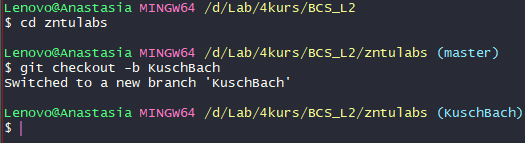 Lenovo@Anastasia MINGW64 /d/Lab/4kurs/BCS_L2
$ cd zntulabs
Lenovo@Anastasia MINGW64 /d/Lab/4kurs/BCS_L2/zntulabs (master)
$ git checkout -b KuschBach
Switched to a new branch 'KuschBach'
Lenovo@Anastasia MINGW64 /d/Lab/4kurs/BCS_L2/zntulabs (KuschBach)
$